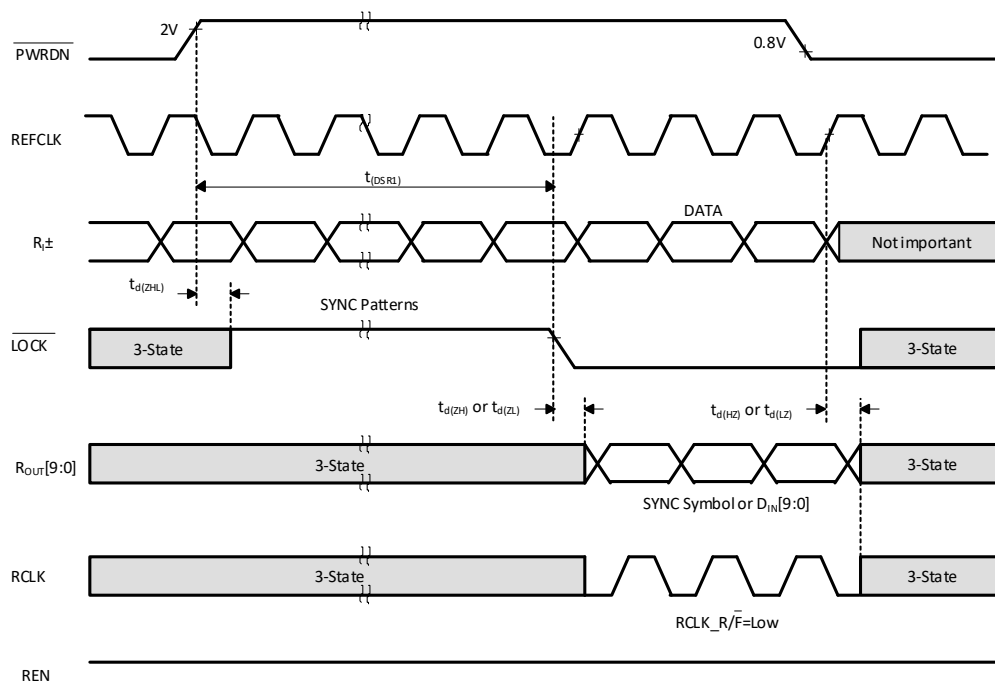 2V
0.8V
PWRDN
REFCLK
t(DSR1)
DATA
RI±
Not important
td(ZHL)
SYNC Patterns
LOCK
3-State
3-State
td(ZH) or td(ZL)
td(HZ) or td(LZ)
ROUT[9:0]
3-State
3-State
SYNC Symbol or DIN[9:0]
RCLK
3-State
3-State
RCLK_R/F̅=Low
REN